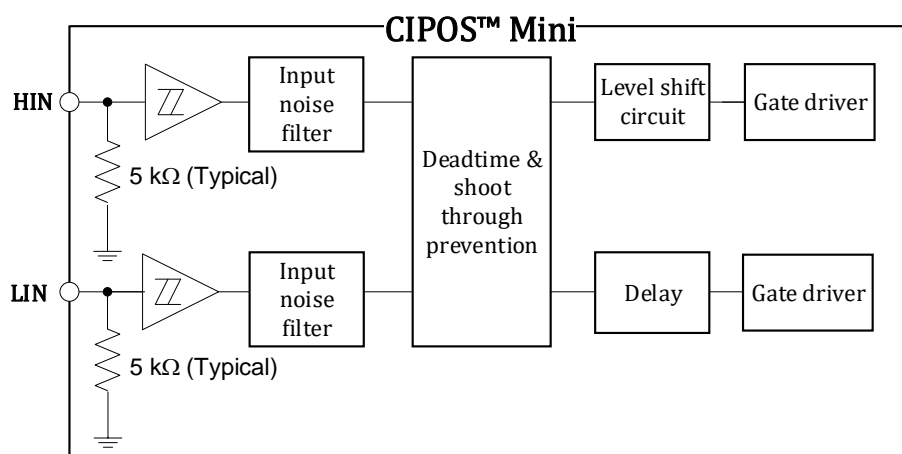 CIPOS™ Mini
HIN
Input
noise
filter
5 kΩ (Typical)
Deadtime &
shoot
through
prevention
Level shift
circuit
Gate driver
LIN
Input
noise
filter
5 kΩ (Typical)
Delay
Gate driver